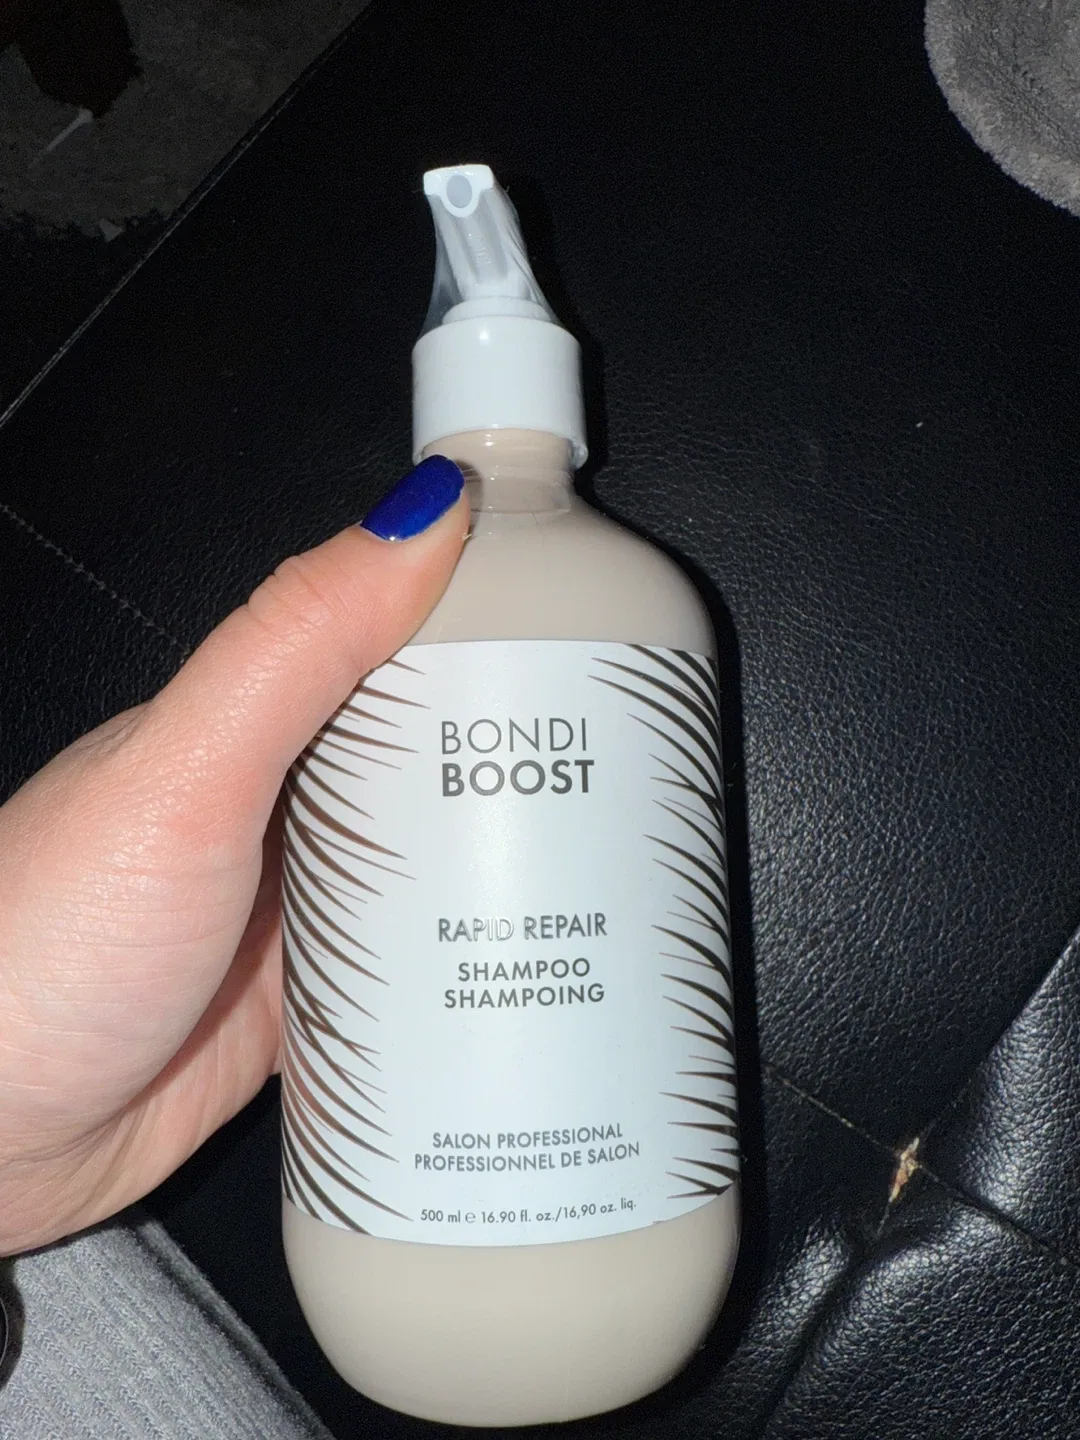 BONDI
BOOST
RAPID REPAIR
SHAMPOO
SHAMPOING
SALON PROFESSIONAL
PROFESSIONNEL DE SALON
500 ml ℮ 16.90 fl. oz./16,90 oz. liq.